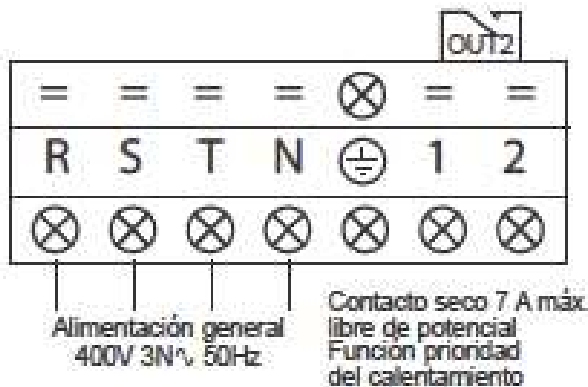 OUT2
= = = = = =
R S T N 1 2
Alimentación general
400V 3N∿ 50Hz
Contacto seco 7 A máx.
libre de potencial
Función prioridad
del calentamiento